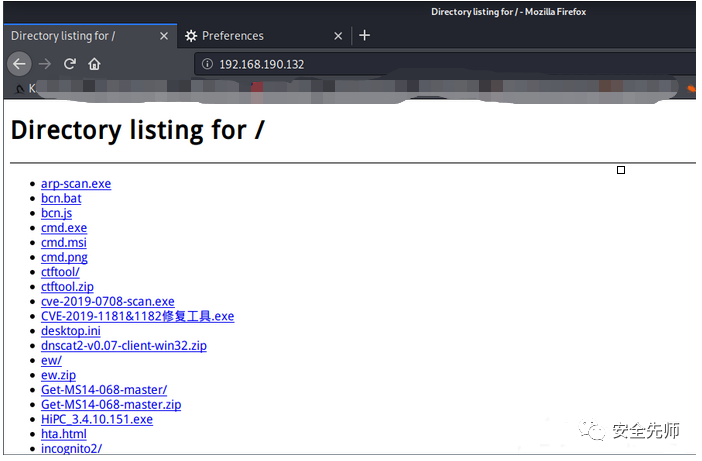 Directory listing for / - Mozilla Firefox
Directory listing for /
Preferences
192.168.190.132
K
Directory listing for /
arp-scan.exe
bcn.bat
bcn.js
cmd.exe
cmd.msi
cmd.png
ctftool/
ctftool.zip
cve-2019-0708-scan.exe
CVE-2019-1181&1182修复工具.exe
desktop.ini
dnscat2-v0.07-client-win32.zip
ew/
ew.zip
Get-MS14-068-master/
Get-MS14-068-master.zip
HiPC_3.4.10.151.exe
hta.html
incognito2/
安全先师